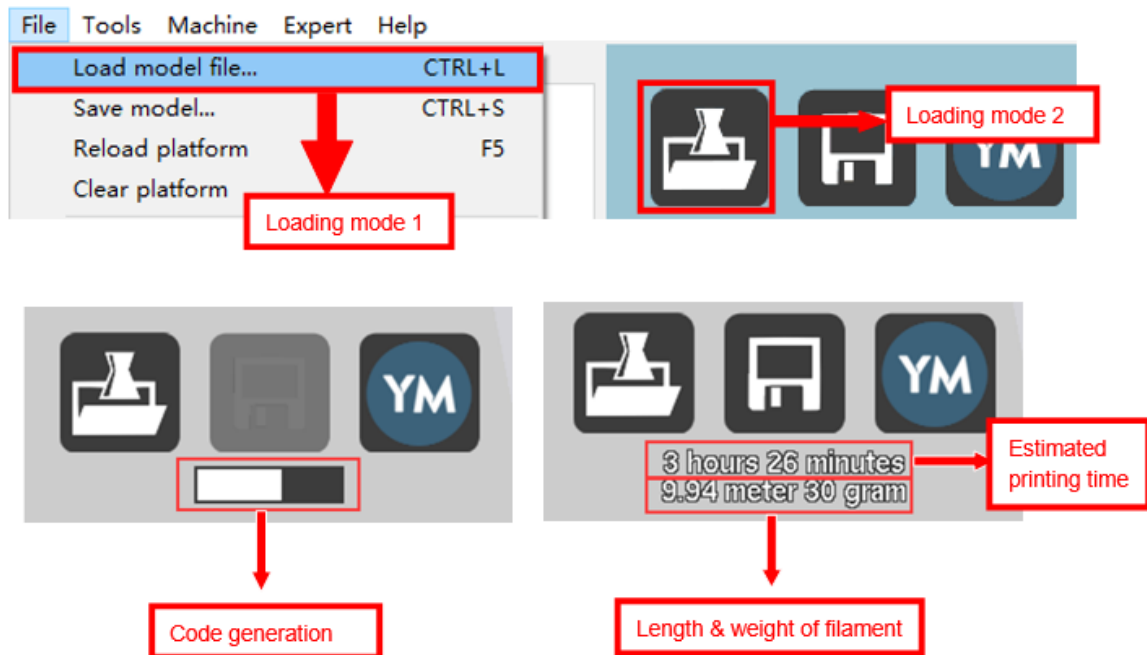 File Tools Machine Expert Help
Load model file... CTRL+L
Save model... CTRL+S
Reload platform F5
Clear platform
Loading mode 1
Loading mode 2
YM
YM
YM
3 hours 26 minutes
9.94 meter 30 gram
Estimated
printing time
Code generation
Length & weight of filament